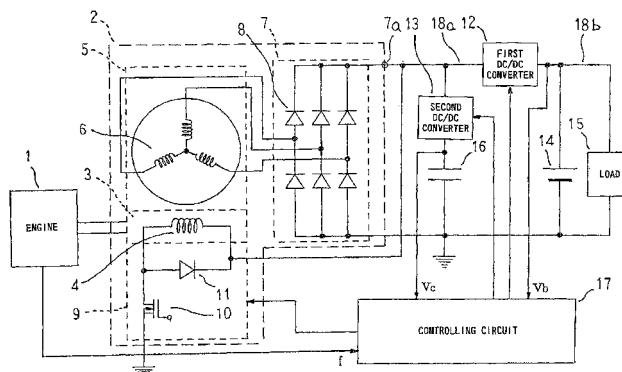 2
5
7
8
7a
18a
12
13
18b
FIRST
DC/DC
CONVERTER
SECOND
DC/DC
CONVERTER
6
16
14
15
LOAD
1
3
ENGINE
4
11
9
10
Vc
Vb
17
CONTROLLING CIRCUIT
f